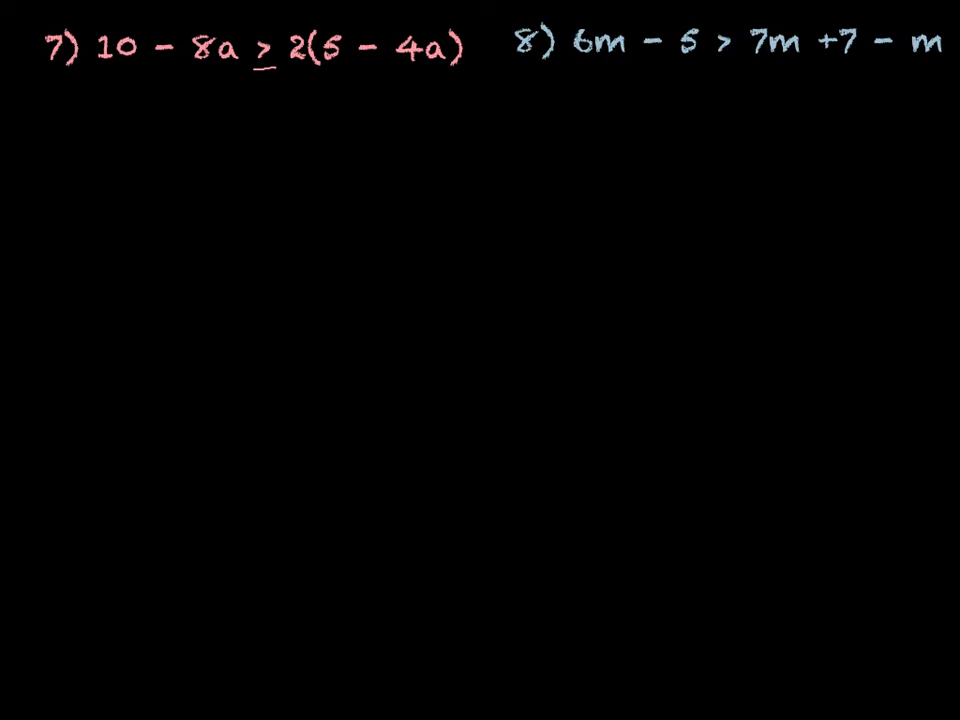 7) 10 - 8a ≥ 2(5 - 4a)
8) 6m - 5 > 7m +7 - m